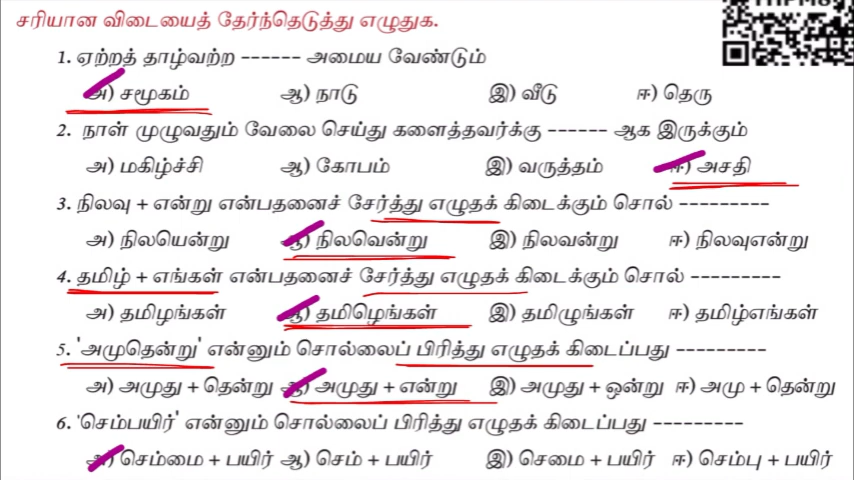 சரியான விடையைத் தேர்ந்தெடுத்து எழுதுக.
1. ஏற்றத் தாழ்வற்ற ------ அமைய வேண்டும்
அ) சமூகம் ஆ) நாடு இ) வீடு ஈ) தெரு
2. நாள் முழுவதும் வேலை செய்து களைத்தவர்க்கு ------ ஆக இருக்கும்
அ) மகிழ்ச்சி ஆ) கோபம் இ) வருத்தம் ஈ) அசதி
3. நிலவு + என்று என்பதனைச் சேர்த்து எழுதக் கிடைக்கும் சொல் ---------
அ) நிலயென்று ஆ) நிலவென்று இ) நிலவன்று ஈ) நிலவுஎன்று
4. தமிழ் + எங்கள் என்பதனைச் சேர்த்து எழுதக் கிடைக்கும் சொல் ---------
அ) தமிழங்கள் ஆ) தமிழெங்கள் இ) தமிழுங்கள் ஈ) தமிழ்எங்கள்
5. 'அமுதென்று' என்னும் சொல்லைப் பிரித்து எழுதக் கிடைப்பது ---------
அ) அமுது + தென்று ஆ) அமுது + என்று இ) அமுது + ஒன்று ஈ) அமு + தென்று
6. 'செம்பயிர்' என்னும் சொல்லைப் பிரித்து எழுதக் கிடைப்பது ---------
அ) செம்மை + பயிர் ஆ) செம் + பயிர் இ) செமை + பயிர் ஈ) செம்பு + பயிர்